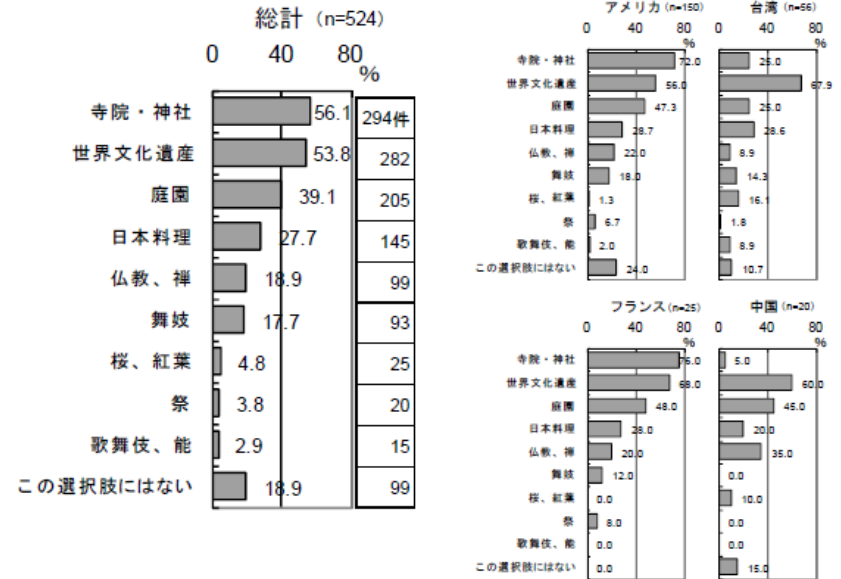 総計 (n=524)
0 40 80
%
寺院・神社 56.1 294件
世界文化遺産 53.8 282
庭園 39.1 205
日本料理 27.7 145
仏教、禅 18.9 99
舞妓 17.7 93
桜、紅葉 4.8 25
祭 3.8 20
歌舞伎、能 2.9 15
この選択肢にはない 18.9 99
アメリカ (n=150) 台湾 (n=56)
0 40 80 0 40 80
% %
寺院・神社 72.0 25.0
世界文化遺産 56.0 67.9
庭園 47.3 25.0
日本料理 28.7 28.6
仏教、禅 22.0 8.9
舞妓 18.0 14.3
桜、紅葉 1.3 16.1
祭 6.7 1.8
歌舞伎、能 2.0 8.9
この選択肢にはない 24.0 10.7
フランス (n=25) 中国 (n=20)
0 40 80 0 40 80
% %
寺院・神社 76.0 5.0
世界文化遺産 68.0 60.0
庭園 48.0 45.0
日本料理 28.0 20.0
仏教、禅 20.0 35.0
舞妓 12.0 0.0
桜、紅葉 0.0 10.0
祭 8.0 0.0
歌舞伎、能 0.0 0.0
この選択肢にはない 0.0 15.0